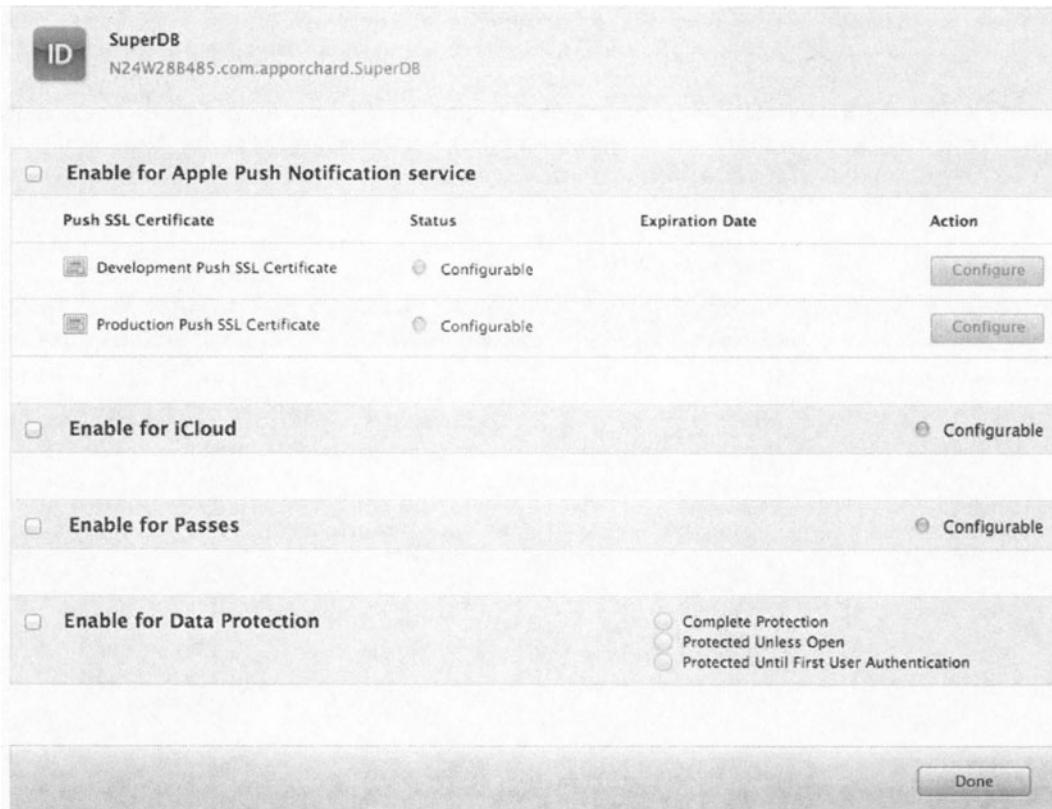 ID
SuperDB
N24W28B485.com.apporchard.SuperDB
Enable for Apple Push Notification service
Push SSL Certificate Status Expiration Date Action
Development Push SSL Certificate Configurable Configure
Production Push SSL Certificate Configurable Configure
Enable for iCloud Configurable
Enable for Passes Configurable
Enable for Data Protection Complete Protection
Protected Unless Open
Protected Until First User Authentication
Done